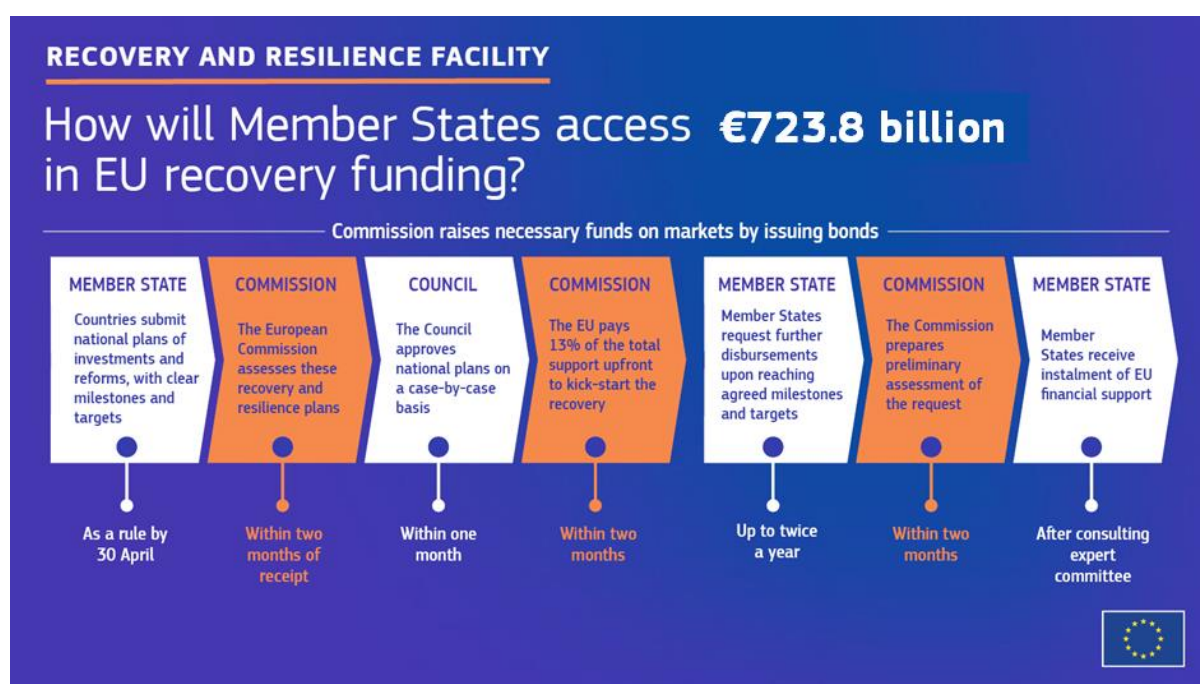 RECOVERY AND RESILIENCE FACILITY
How will Member States access €723.8 billion
in EU recovery funding?
Commission raises necessary funds on markets by issuing bonds
MEMBER STATE
Countries submit
national plans of
investments and
reforms, with clear
milestones and
targets
As a rule by
30 April
COMMISSION
The European
Commission
assesses these
recovery and
resilience plans
Within two
months of
receipt
COUNCIL
The Council
approves
national plans on
a case-by-case
basis
Within one
month
COMMISSION
The EU pays
13% of the total
support upfront
to kick-start the
recovery
Within two
months
MEMBER STATE
Member States
request further
disbursements
upon reaching
agreed milestones
and targets
Up to twice
a year
COMMISSION
The Commission
prepares
preliminary
assessment of
the request
Within two
months
MEMBER STATE
Member
States receive
instalment of EU
financial support
After consulting
expert
committee